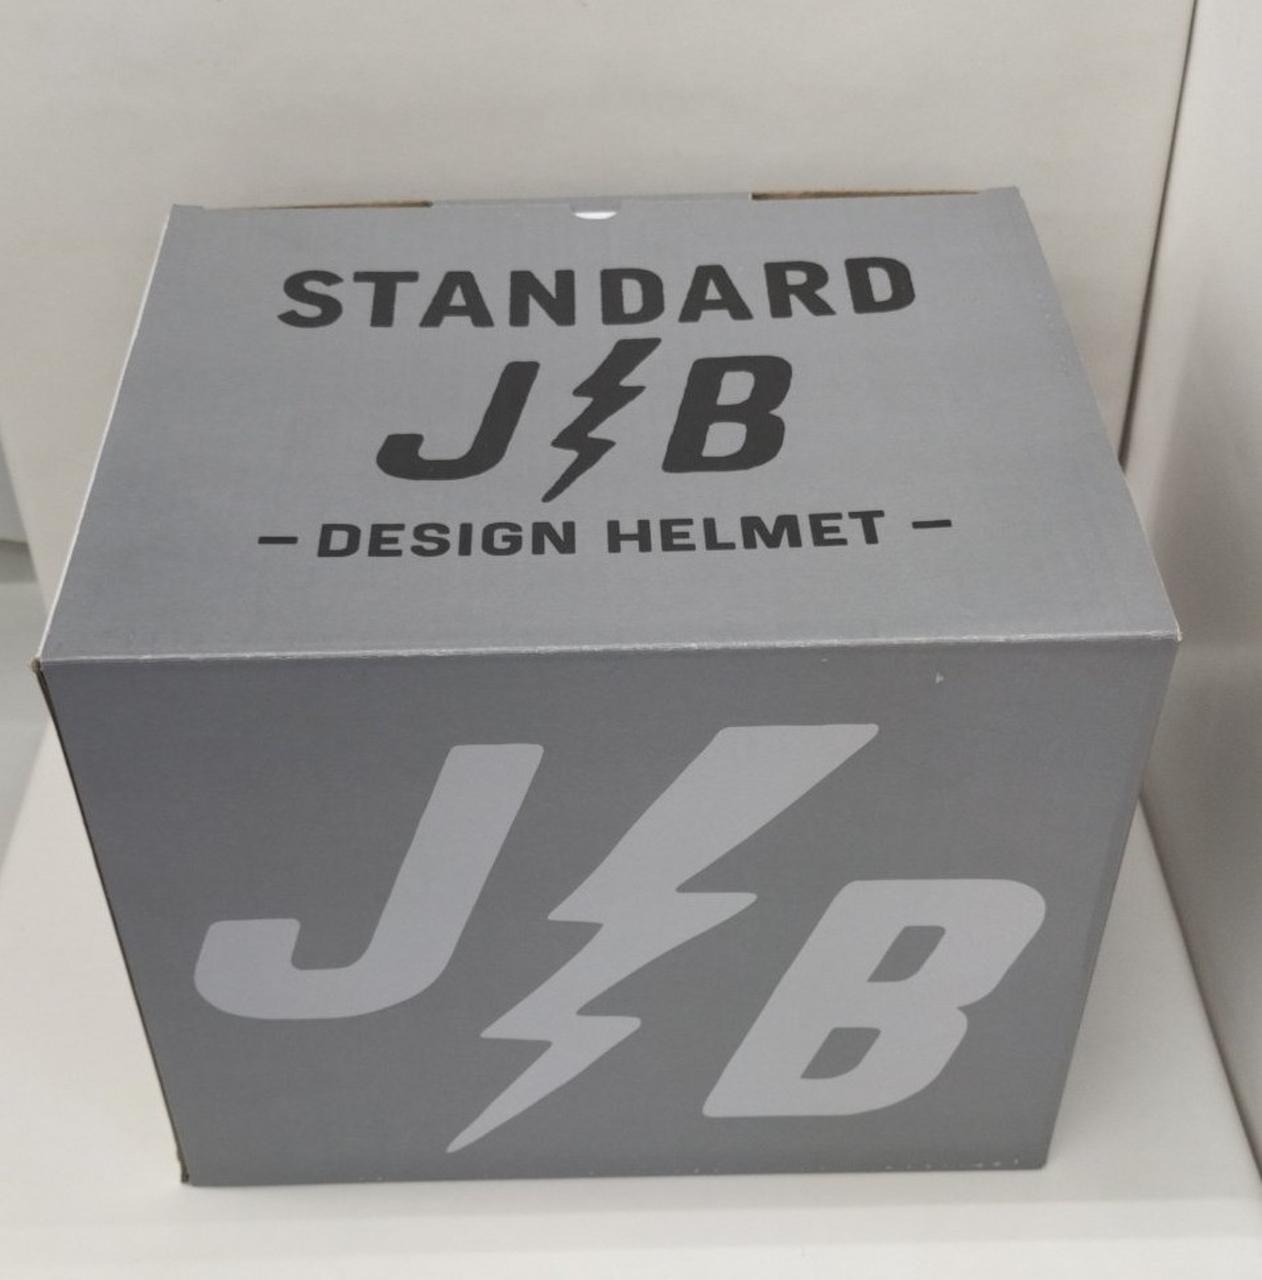 STANDARD
J B
– DESIGN HELMET –
J B